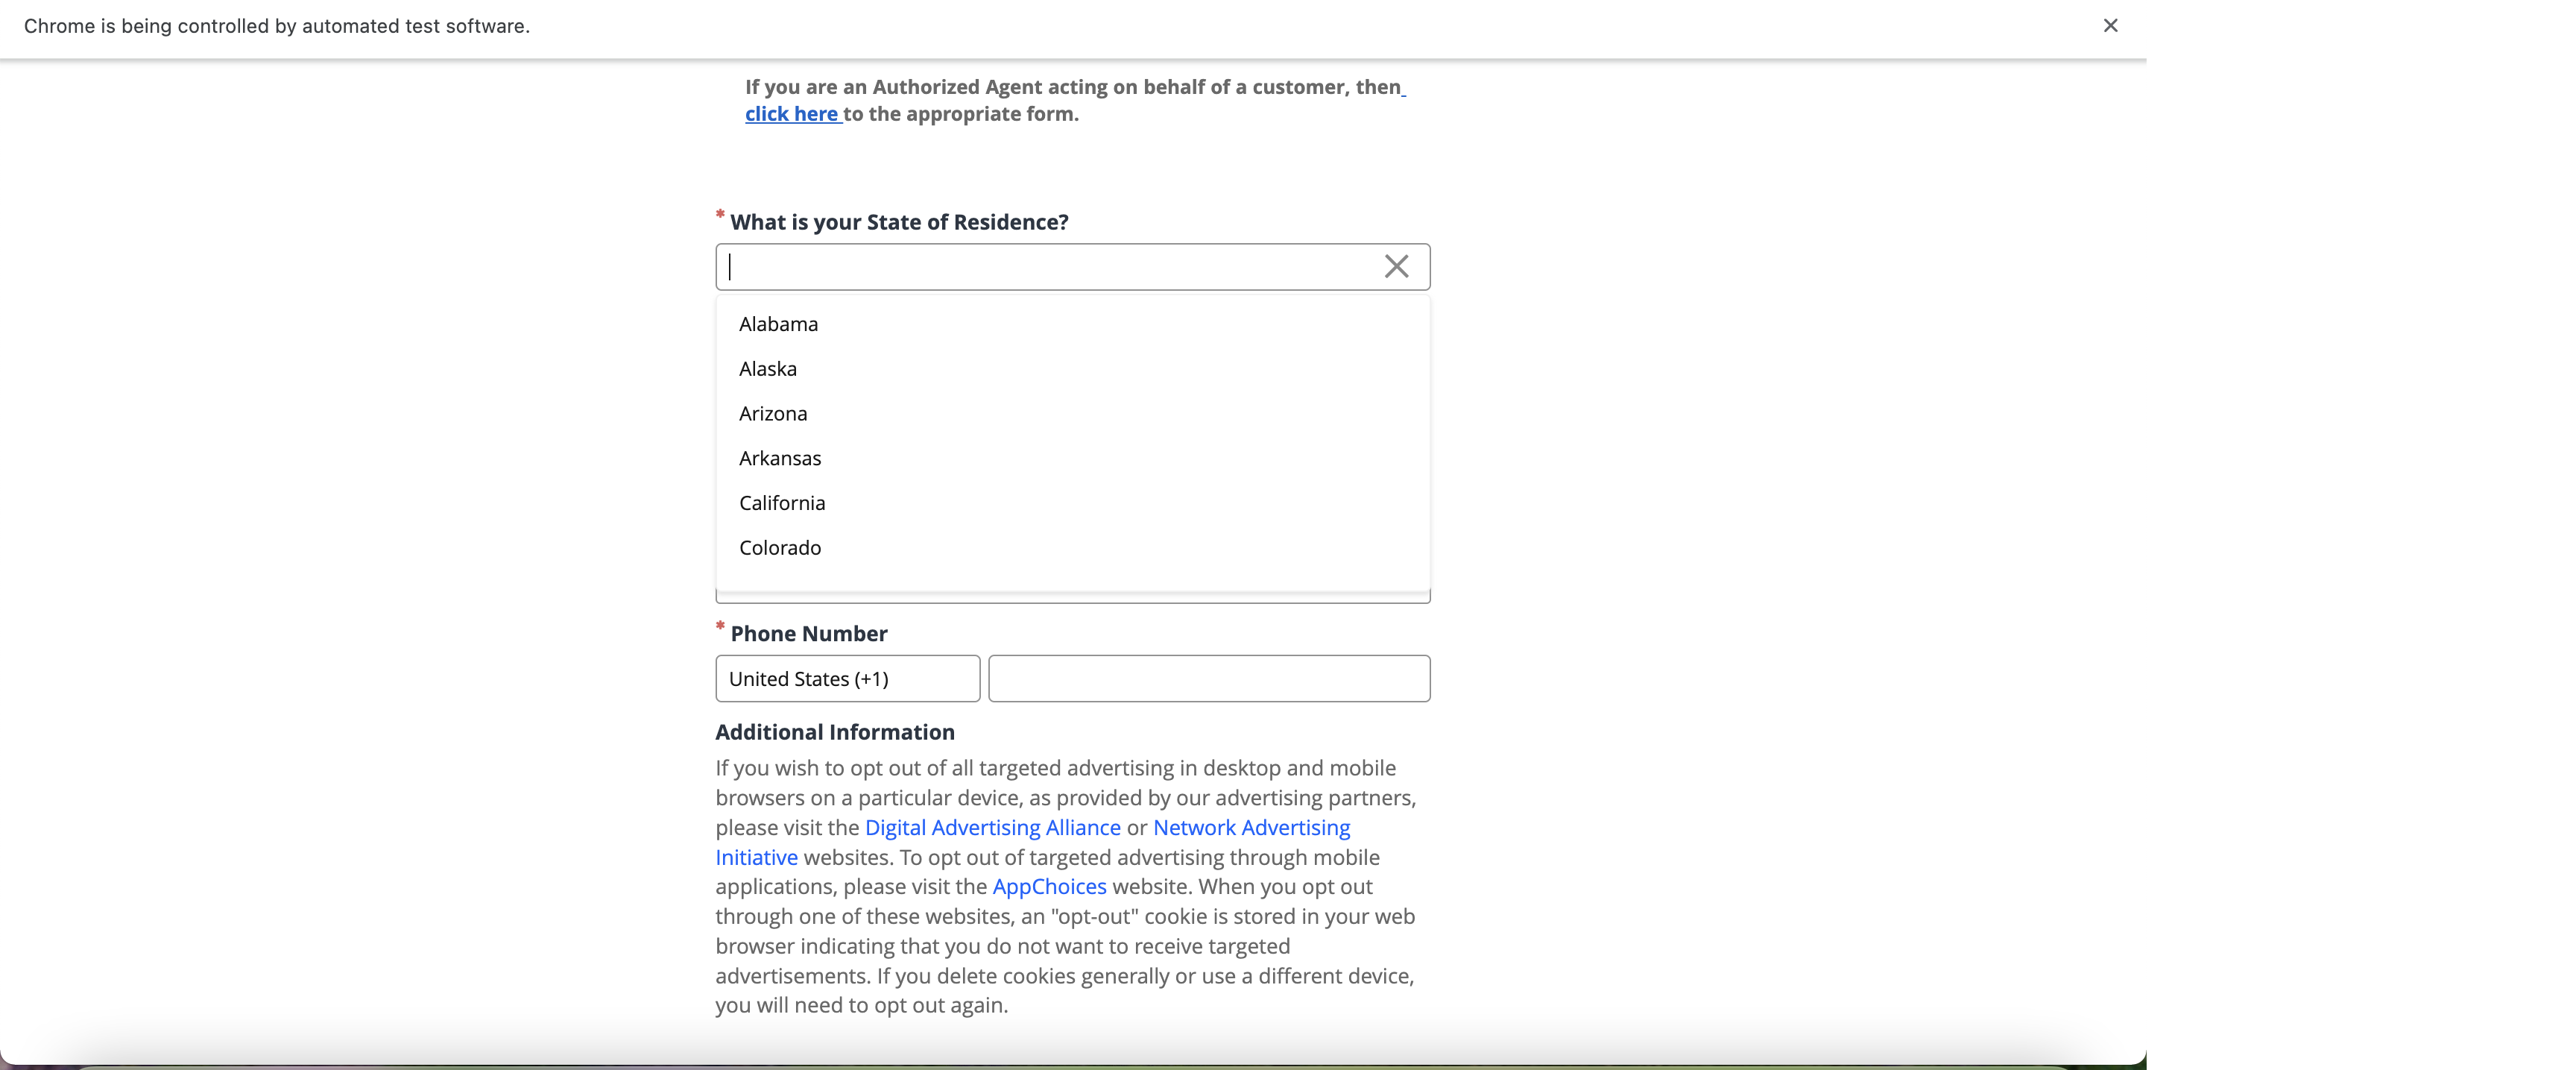 Chrome is being controlled by automated test software.
If you are an Authorized Agent acting on behalf of a customer, then
click here to the appropriate form.
* What is your State of Residence?
Alabama
Alaska
Arizona
Arkansas
California
Colorado
* Phone Number
United States (+1)
Additional Information
If you wish to opt out of all targeted advertising in desktop and mobile
browsers on a particular device, as provided by our advertising partners,
please visit the Digital Advertising Alliance or Network Advertising
Initiative websites. To opt out of targeted advertising through mobile
applications, please visit the AppChoices website. When you opt out
through one of these websites, an "opt-out" cookie is stored in your web
browser indicating that you do not want to receive targeted
advertisements. If you delete cookies generally or use a different device,
you will need to opt out again.